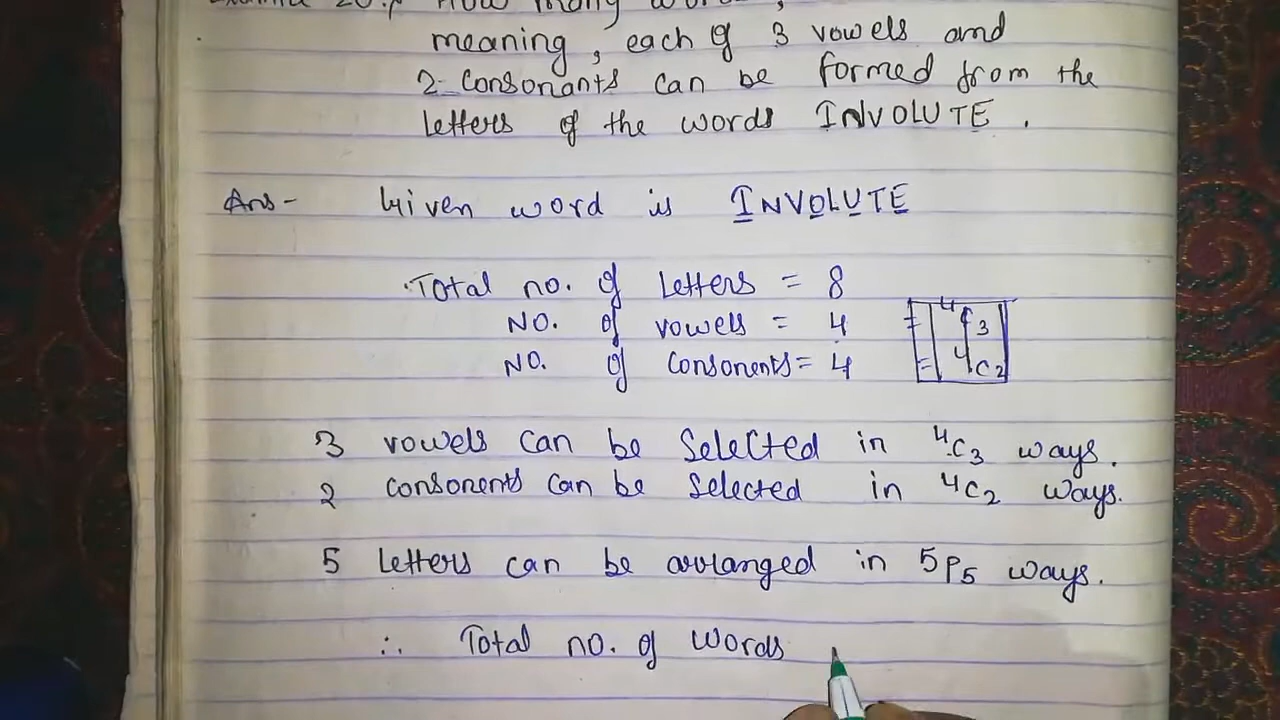 How many
meaning, each of 3 vowels and
2 consonants can be formed from the
letters of the words INVOLUTE.
Ans- Given word is INVOLUTE
Total no. of Letters = 8
NO. of vowels = 4
4C3
NO. of consonents = 4
4C2
3 vowels can be Selected in 4C3 ways.
2 consonents can be selected in 4C2 ways.
5 letters can be arranged in 5P5 ways.
∴ Total no. of words